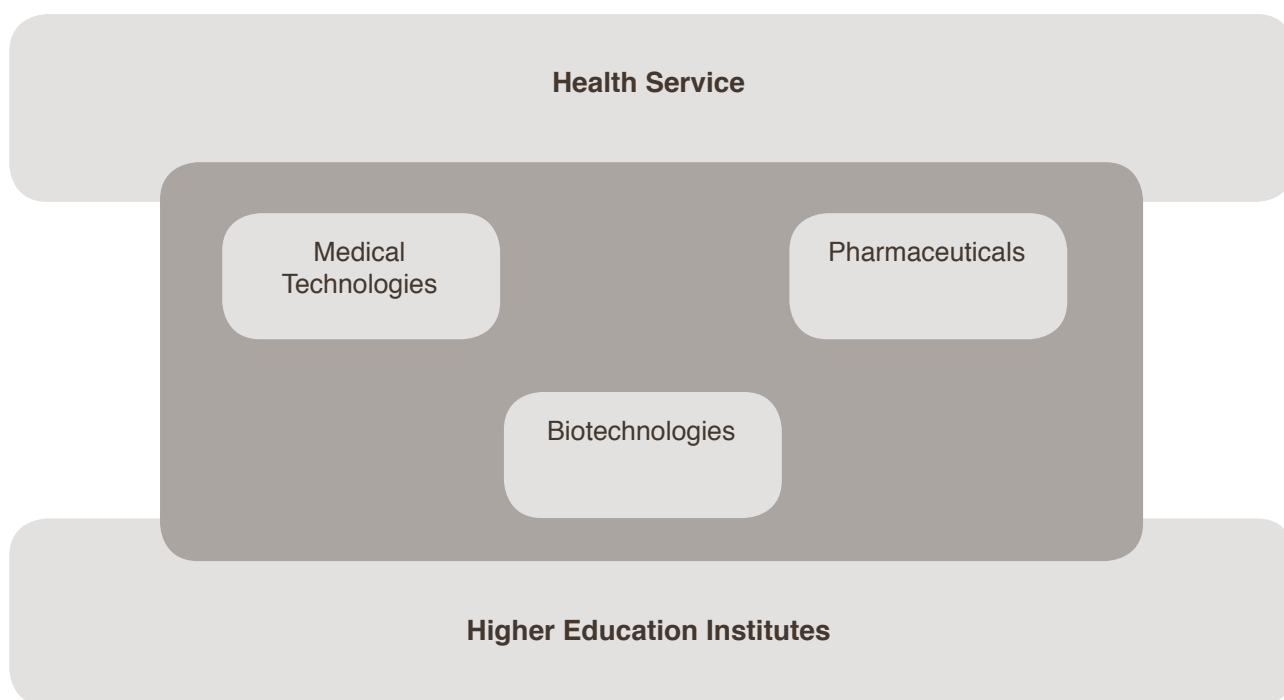 Health Service
Medical
Technologies
Pharmaceuticals
Biotechnologies
Higher Education Institutes